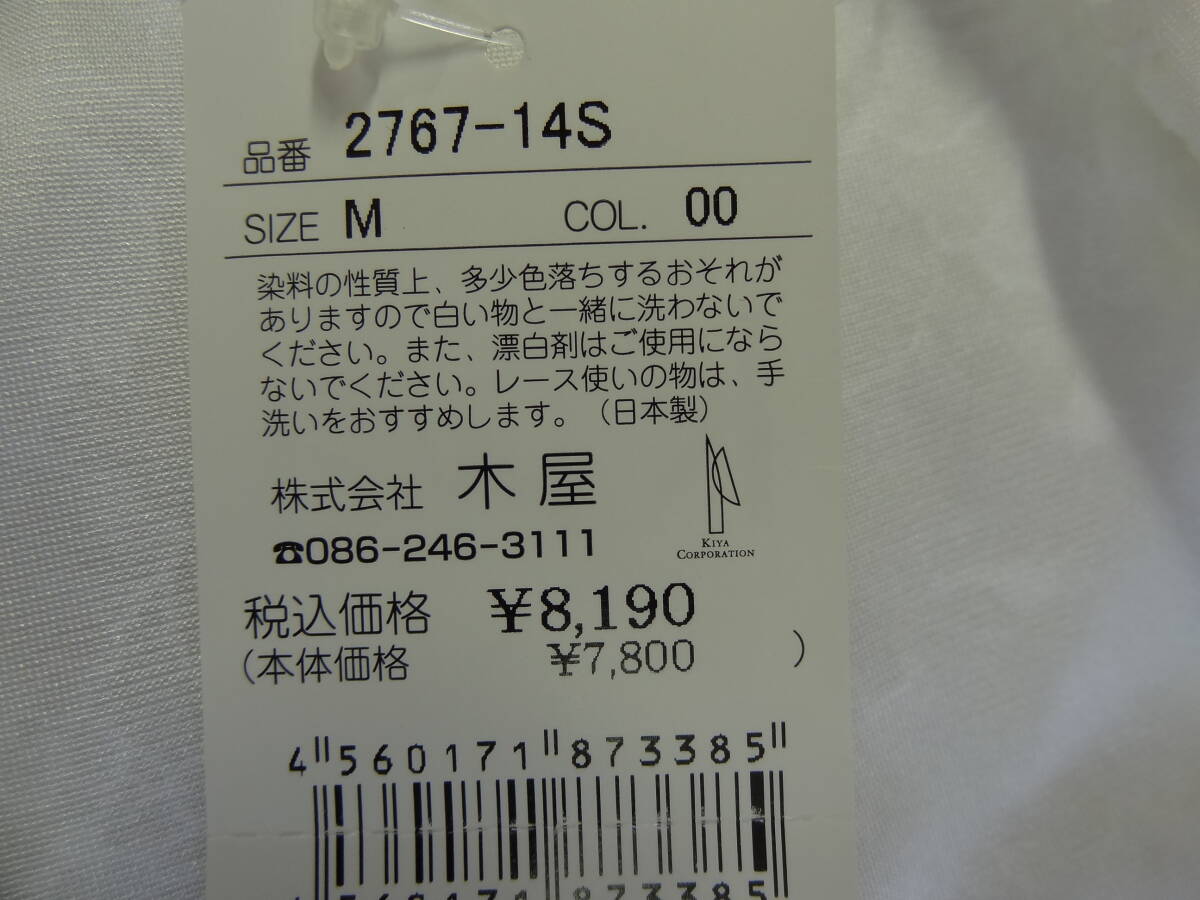 品番 2767-14S
SIZE M COL. 00
染料の性質上、多少色落ちするおそれが
ありますので白い物と一緒に洗わないで
ください。また、漂白剤はご使用になら
ないでください。レース使いの物は、手
洗いをおすすめします。（日本製）
株式会社 木屋
☎086-246-3111
KIYA
CORPORATION
税込価格 ¥8,190
(本体価格 ¥7,800 )
4 560171 873385
4 560171 873385